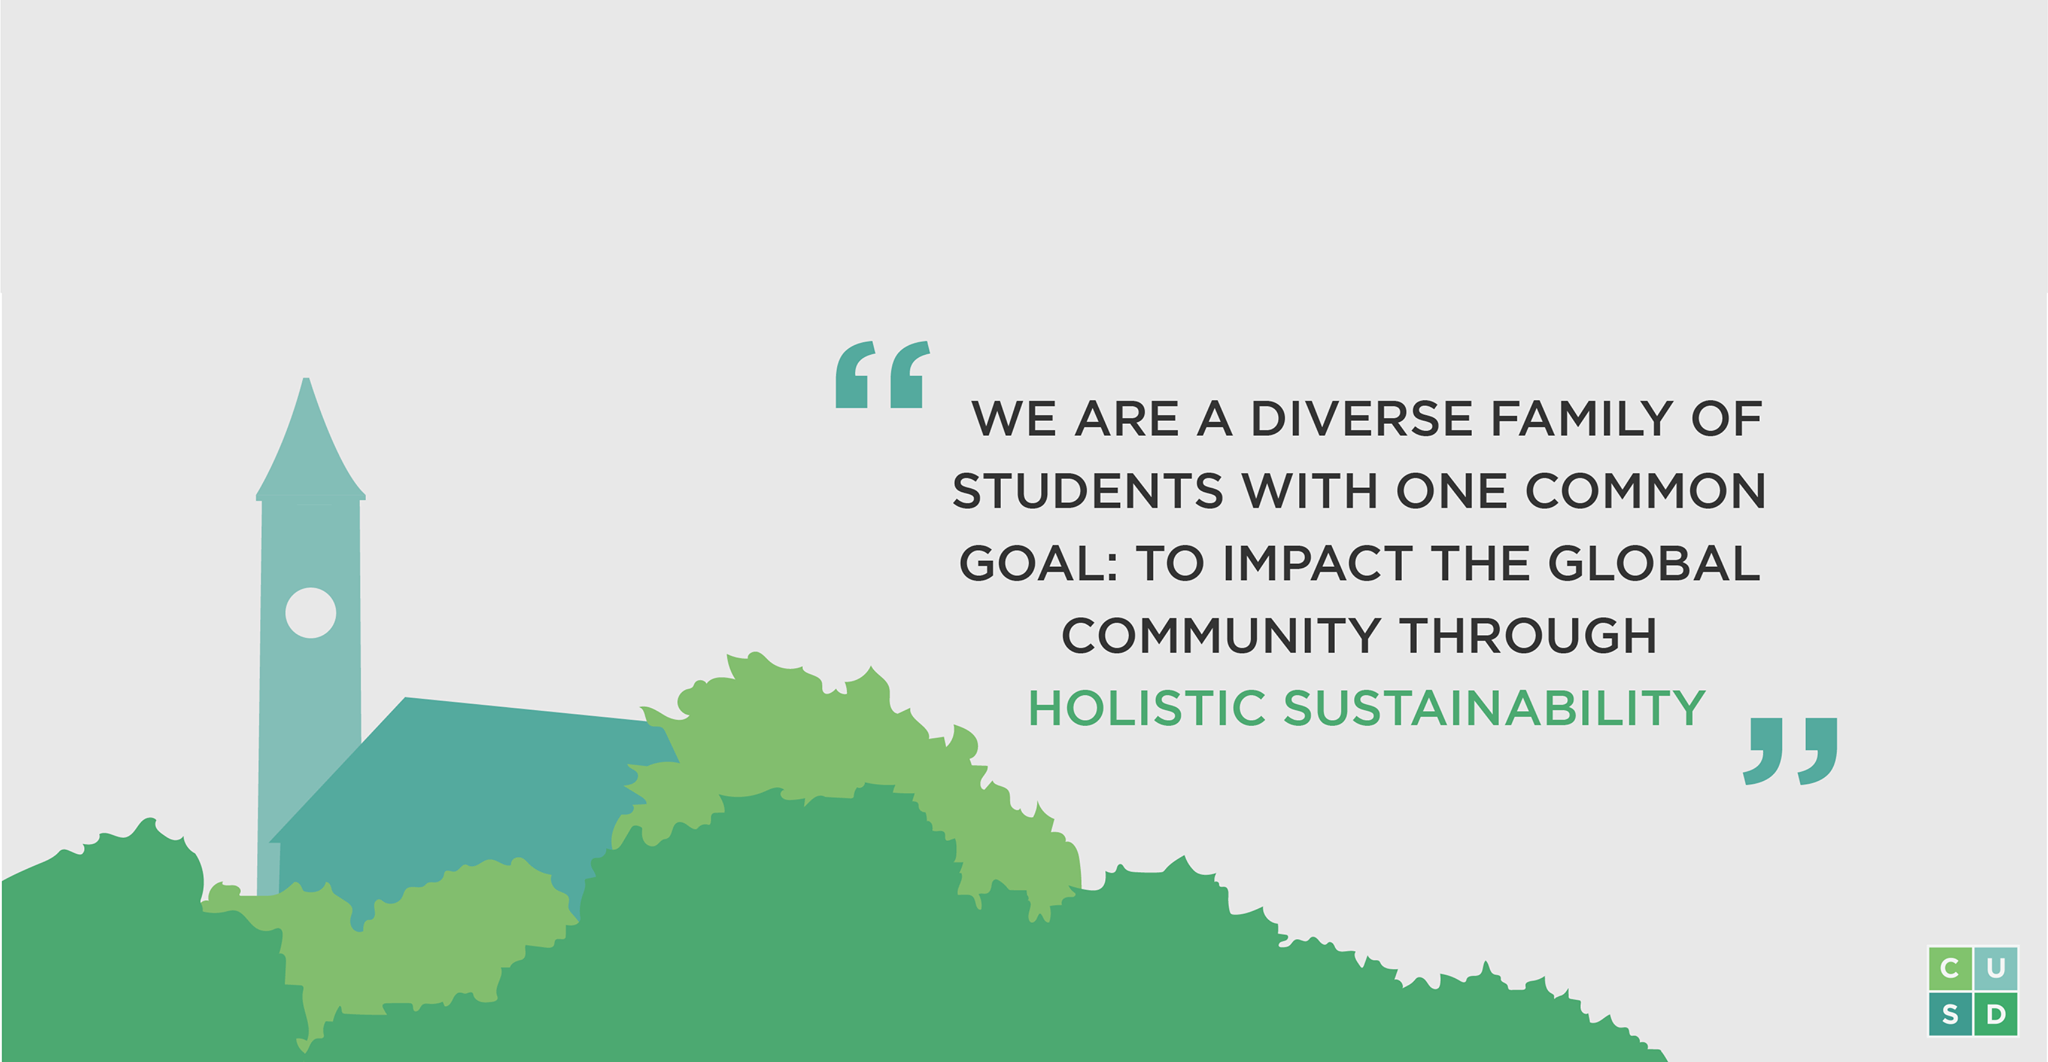 “ WE ARE A DIVERSE FAMILY OF
STUDENTS WITH ONE COMMON
GOAL: TO IMPACT THE GLOBAL
COMMUNITY THROUGH
HOLISTIC SUSTAINABILITY ”
C U
S D